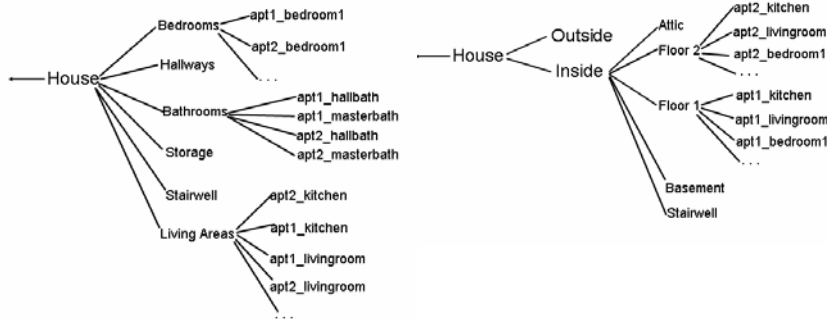 House
Bedrooms
apt1_bedroom1
apt2_bedroom1
. . .
Hallways
Bathrooms
apt1_hallbath
apt1_masterbath
apt2_hallbath
apt2_masterbath
Storage
Stairwell
Living Areas
apt2_kitchen
apt1_kitchen
apt1_livingroom
apt2_livingroom
. . .
House
Outside
Inside
Attic
Floor 2
apt2_kitchen
apt2_livingroom
apt2_bedroom1
. . .
Floor 1
apt1_kitchen
apt1_livingroom
apt1_bedroom1
. . .
Basement
Stairwell